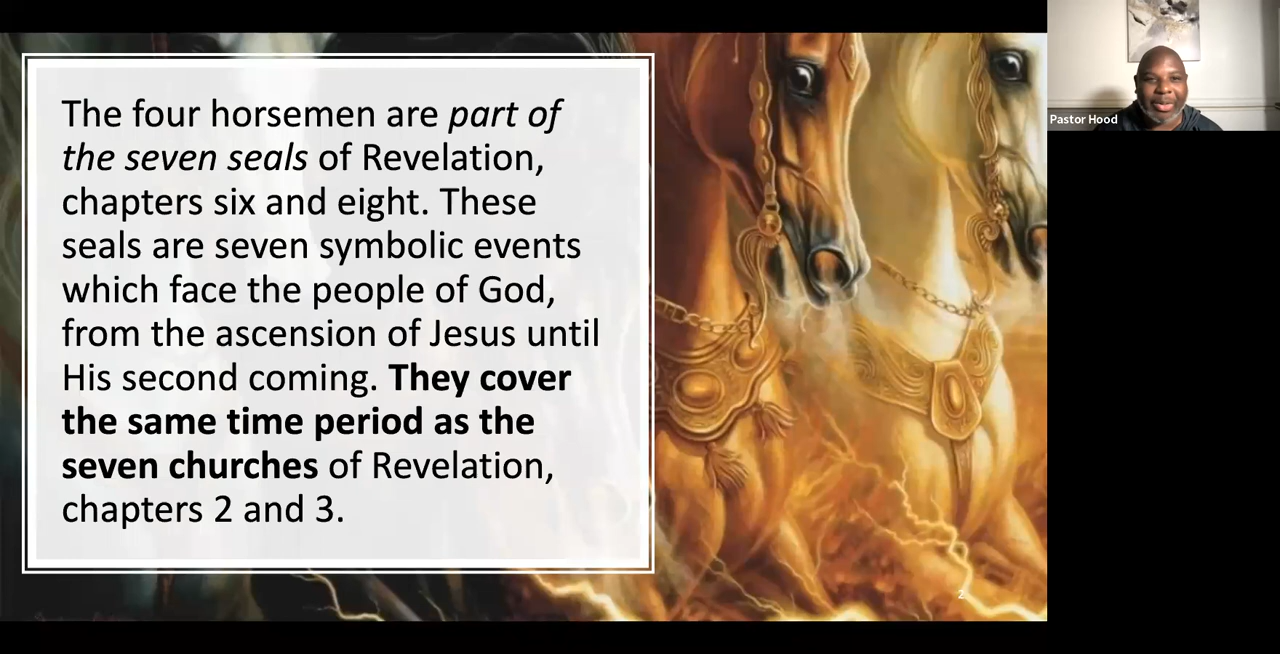 The four horsemen are part of
the seven seals of Revelation,
chapters six and eight. These
seals are seven symbolic events
which face the people of God,
from the ascension of Jesus until
His second coming. They cover
the same time period as the
seven churches of Revelation,
chapters 2 and 3.
2
Pastor Hood